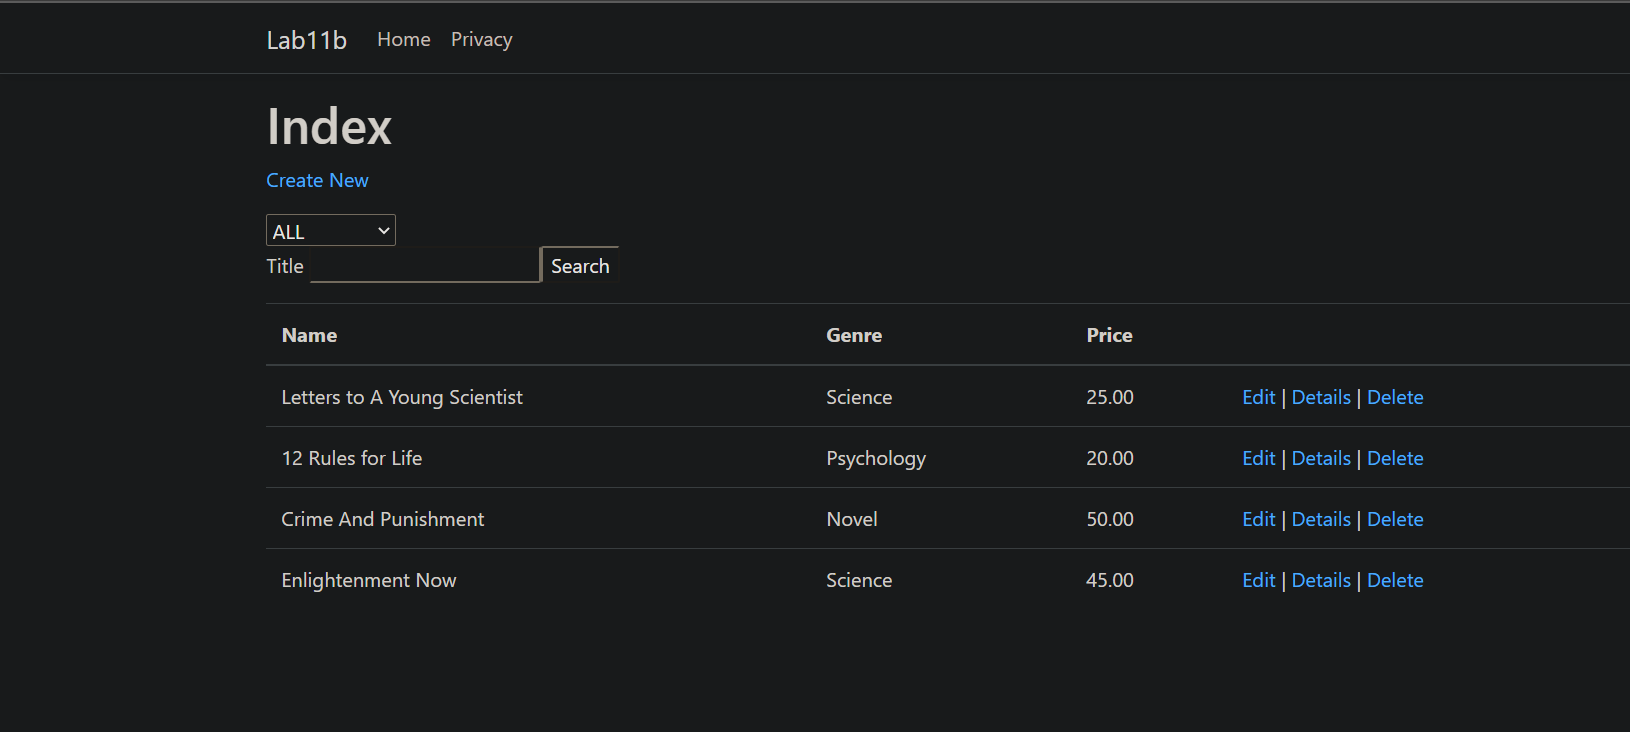 Lab11b Home Privacy
Index
Create New
ALL
Title Search
Name Genre Price
Letters to A Young Scientist Science 25.00 Edit | Details | Delete
12 Rules for Life Psychology 20.00 Edit | Details | Delete
Crime And Punishment Novel 50.00 Edit | Details | Delete
Enlightenment Now Science 45.00 Edit | Details | Delete